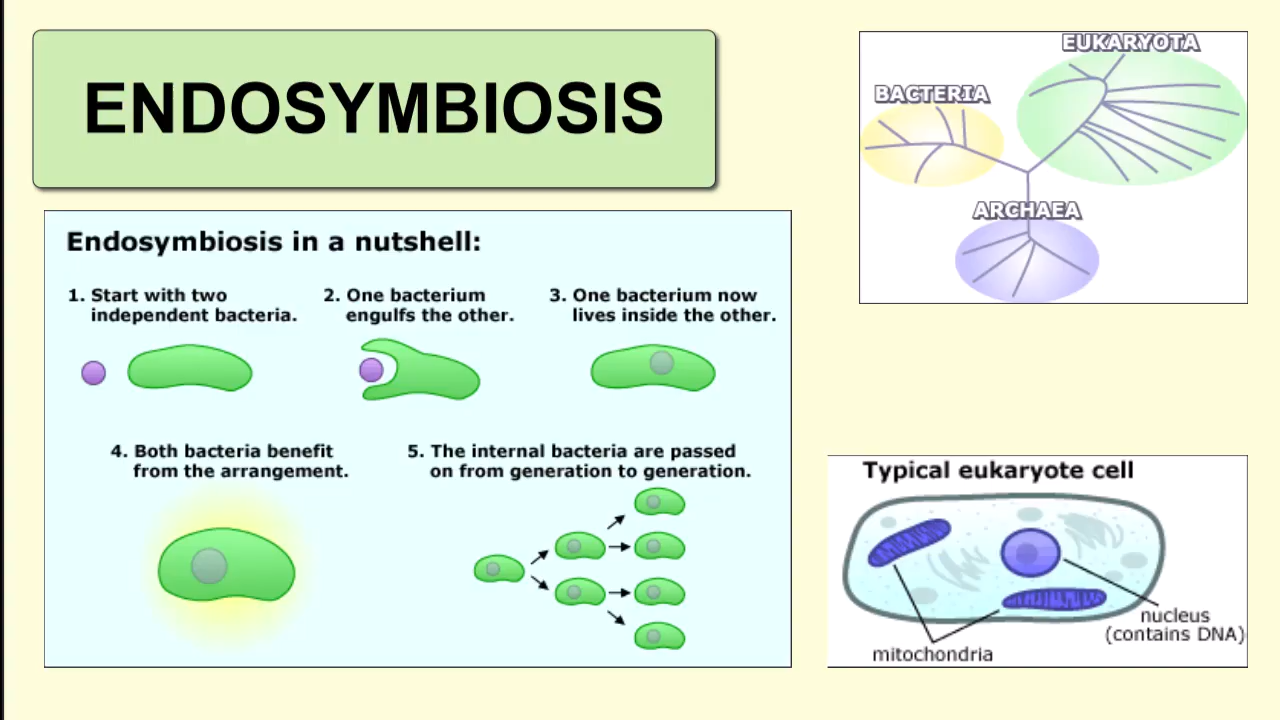 ENDOSYMBIOSIS
Endosymbiosis in a nutshell:
1. Start with two
independent bacteria.
2. One bacterium
engulfs the other.
3. One bacterium now
lives inside the other.
4. Both bacteria benefit
from the arrangement.
5. The internal bacteria are passed
on from generation to generation.
EUKARYOTA
BACTERIA
ARCHAEA
Typical eukaryote cell
nucleus
(contains DNA)
mitochondria